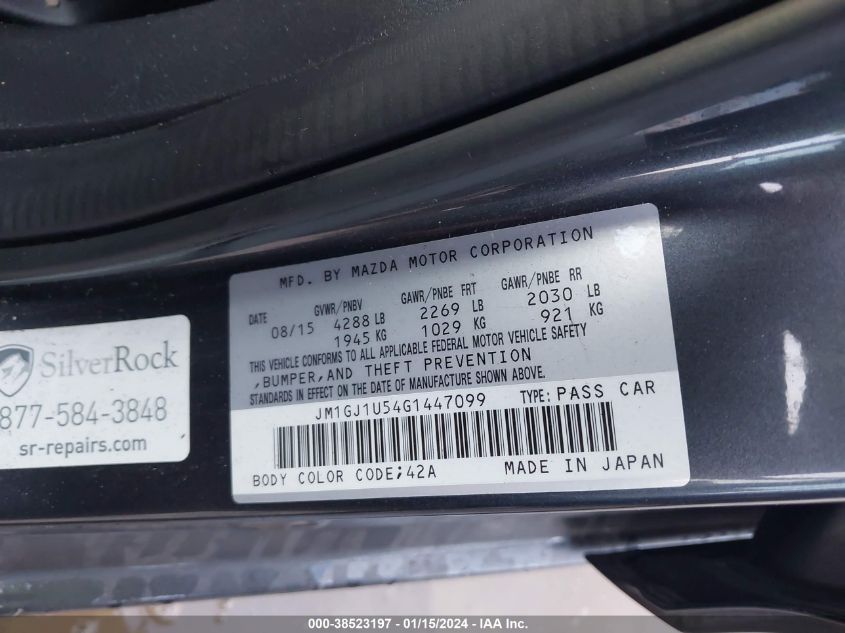 MFD. BY MAZDA MOTOR CORPORATION
DATE GVWR/PNBV GAWR/PNBE FRT GAWR/PNBE RR
08/15 4288 LB 2269 LB 2030 LB
1945 KG 1029 KG 921 KG
THIS VEHICLE CONFORMS TO ALL APPLICABLE FEDERAL MOTOR VEHICLE SAFETY
,BUMPER,AND THEFT PREVENTION
STANDARDS IN EFFECT ON THE DATE OF MANUFACTURE SHOWN ABOVE.
JM1GJ1U54G1447099 TYPE: PASS CAR
BODY COLOR CODE;42A MADE IN JAPAN
SilverRock
877-584-3848
sr-repairs.com
000-38523197 - 01/15/2024 - IAA Inc.